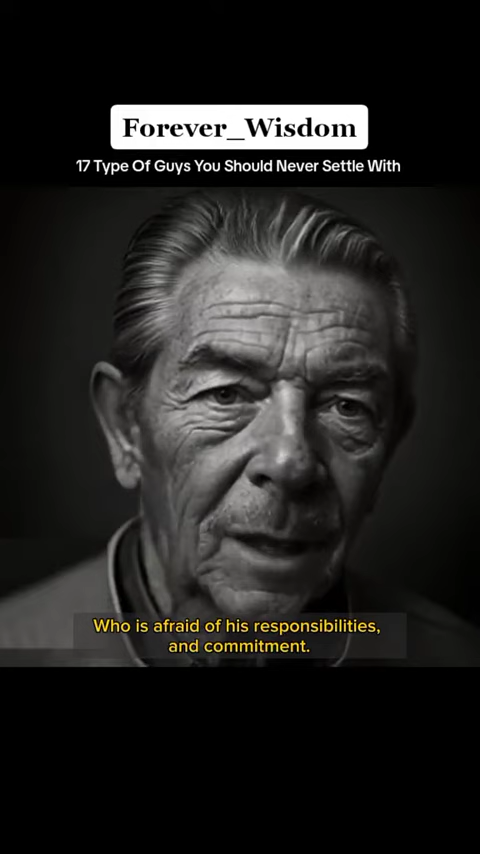 Forever_Wisdom
17 Type Of Guys You Should Never Settle With
Who is afraid of his responsibilities,
and commitment.